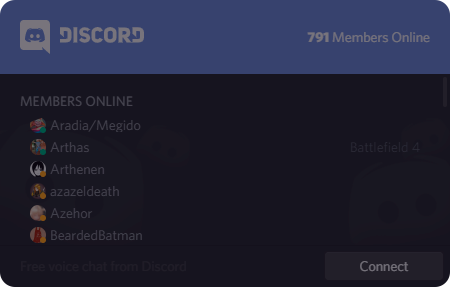 DISCORD
791 Members Online
MEMBERS ONLINE
Aradia/Megido
Arthas
Battlefield 4
Arthenen
azazeldeath
Azehor
BeardedBatman
Free voice chat from Discord
Connect